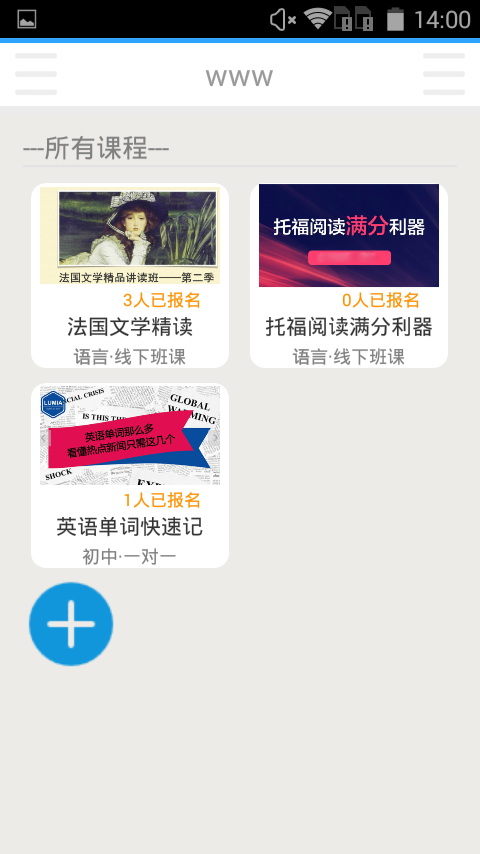 14:00
www
---所有课程---
法国文学精品讲读班——第二季
3人已报名
法国文学精读
语言·线下班课
托福阅读满分利器
0人已报名
托福阅读满分利器
语言·线下班课
LUMIA
CIAL CRISIS
GLOBAL
WARMING
IS THIS TH
英语单词那么多
看懂热点新闻只需这几个
SHOCK
EXP
1人已报名
英语单词快速记
初中·一对一